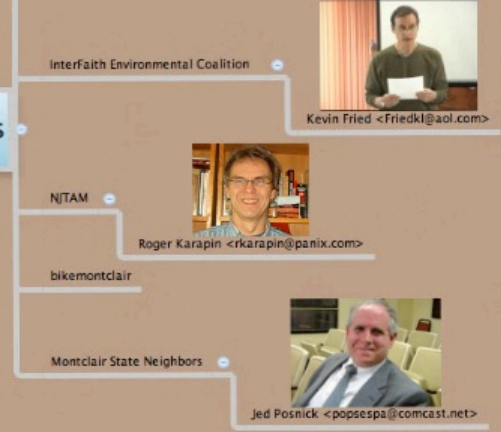 InterFaith Environmental Coalition
Kevin Fried <Friedkl@aol.com>
s
NJTAM
Roger Karapin <rkarapin@panix.com>
bikemontclair
Montclair State Neighbors
Jed Posnick <popsespa@comcast.net>